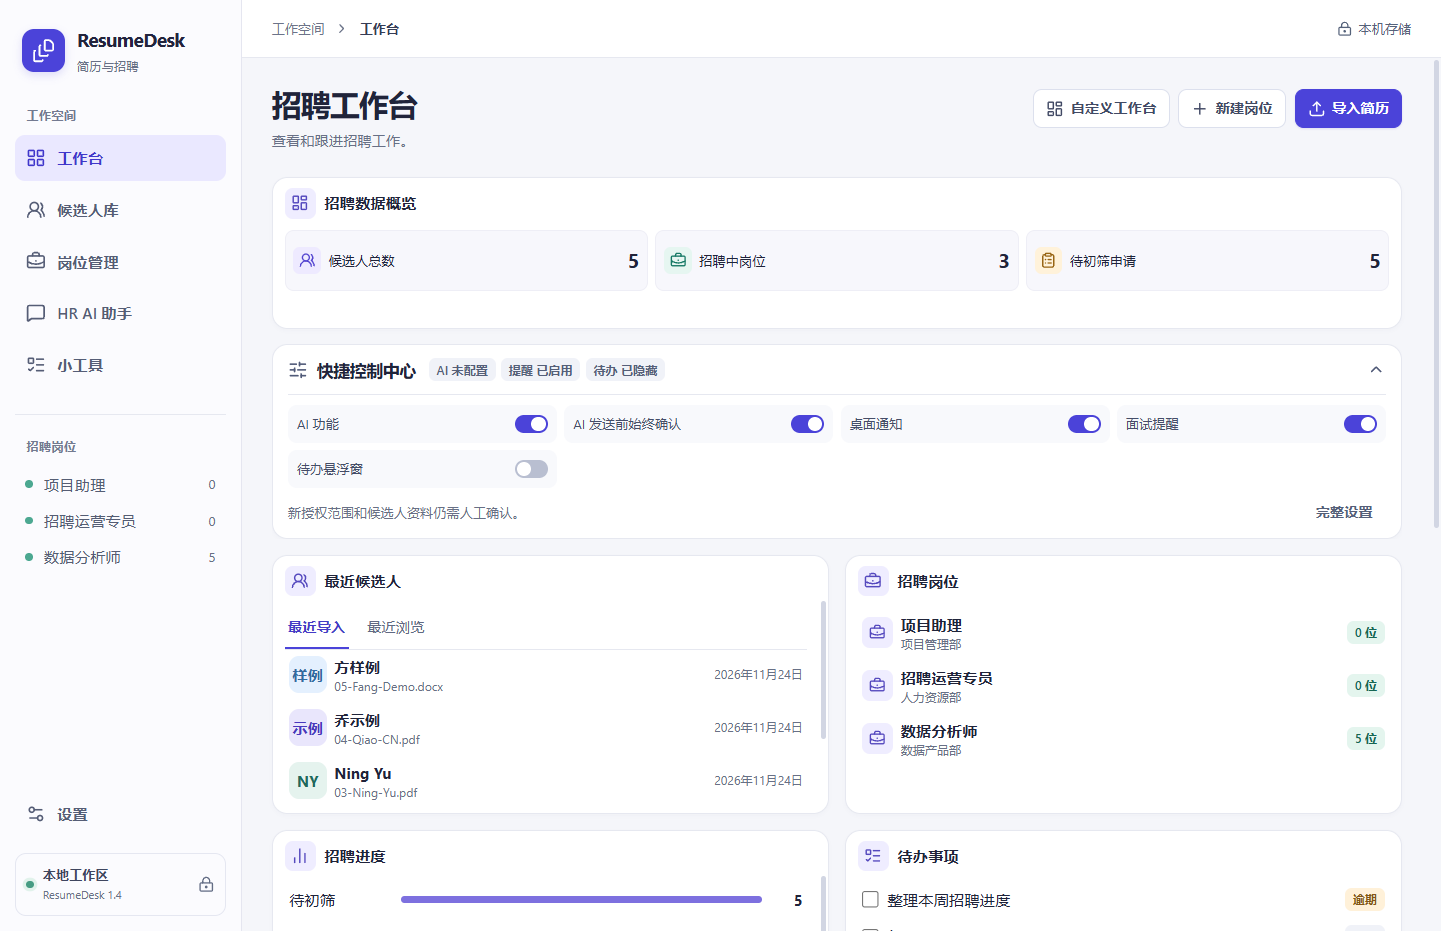 ResumeDesk
简历与招聘
工作空间
工作台
候选人库
岗位管理
HR AI 助手
小工具
招聘岗位
项目助理 0
招聘运营专员 0
数据分析师 5
设置
本地工作区
ResumeDesk 1.4
工作空间 > 工作台
本机存储
招聘工作台
查看和跟进招聘工作。
自定义工作台
新建岗位
导入简历
招聘数据概览
候选人总数 5
招聘中岗位 3
待初筛申请 5
快捷控制中心 AI 未配置 提醒 已启用 待办 已隐藏
AI 功能
AI 发送前始终确认
桌面通知
面试提醒
待办悬浮窗
新授权范围和候选人资料仍需人工确认。
完整设置
最近候选人
最近导入 最近浏览
样例 方样例
05-Fang-Demo.docx
2026年11月24日
示例 乔示例
04-Qiao-CN.pdf
2026年11月24日
NY Ning Yu
03-Ning-Yu.pdf
2026年11月24日
招聘岗位
项目助理
项目管理部
0 位
招聘运营专员
人力资源部
0 位
数据分析师
数据产品部
5 位
招聘进度
待初筛 5
待办事项
整理本周招聘进度 逾期